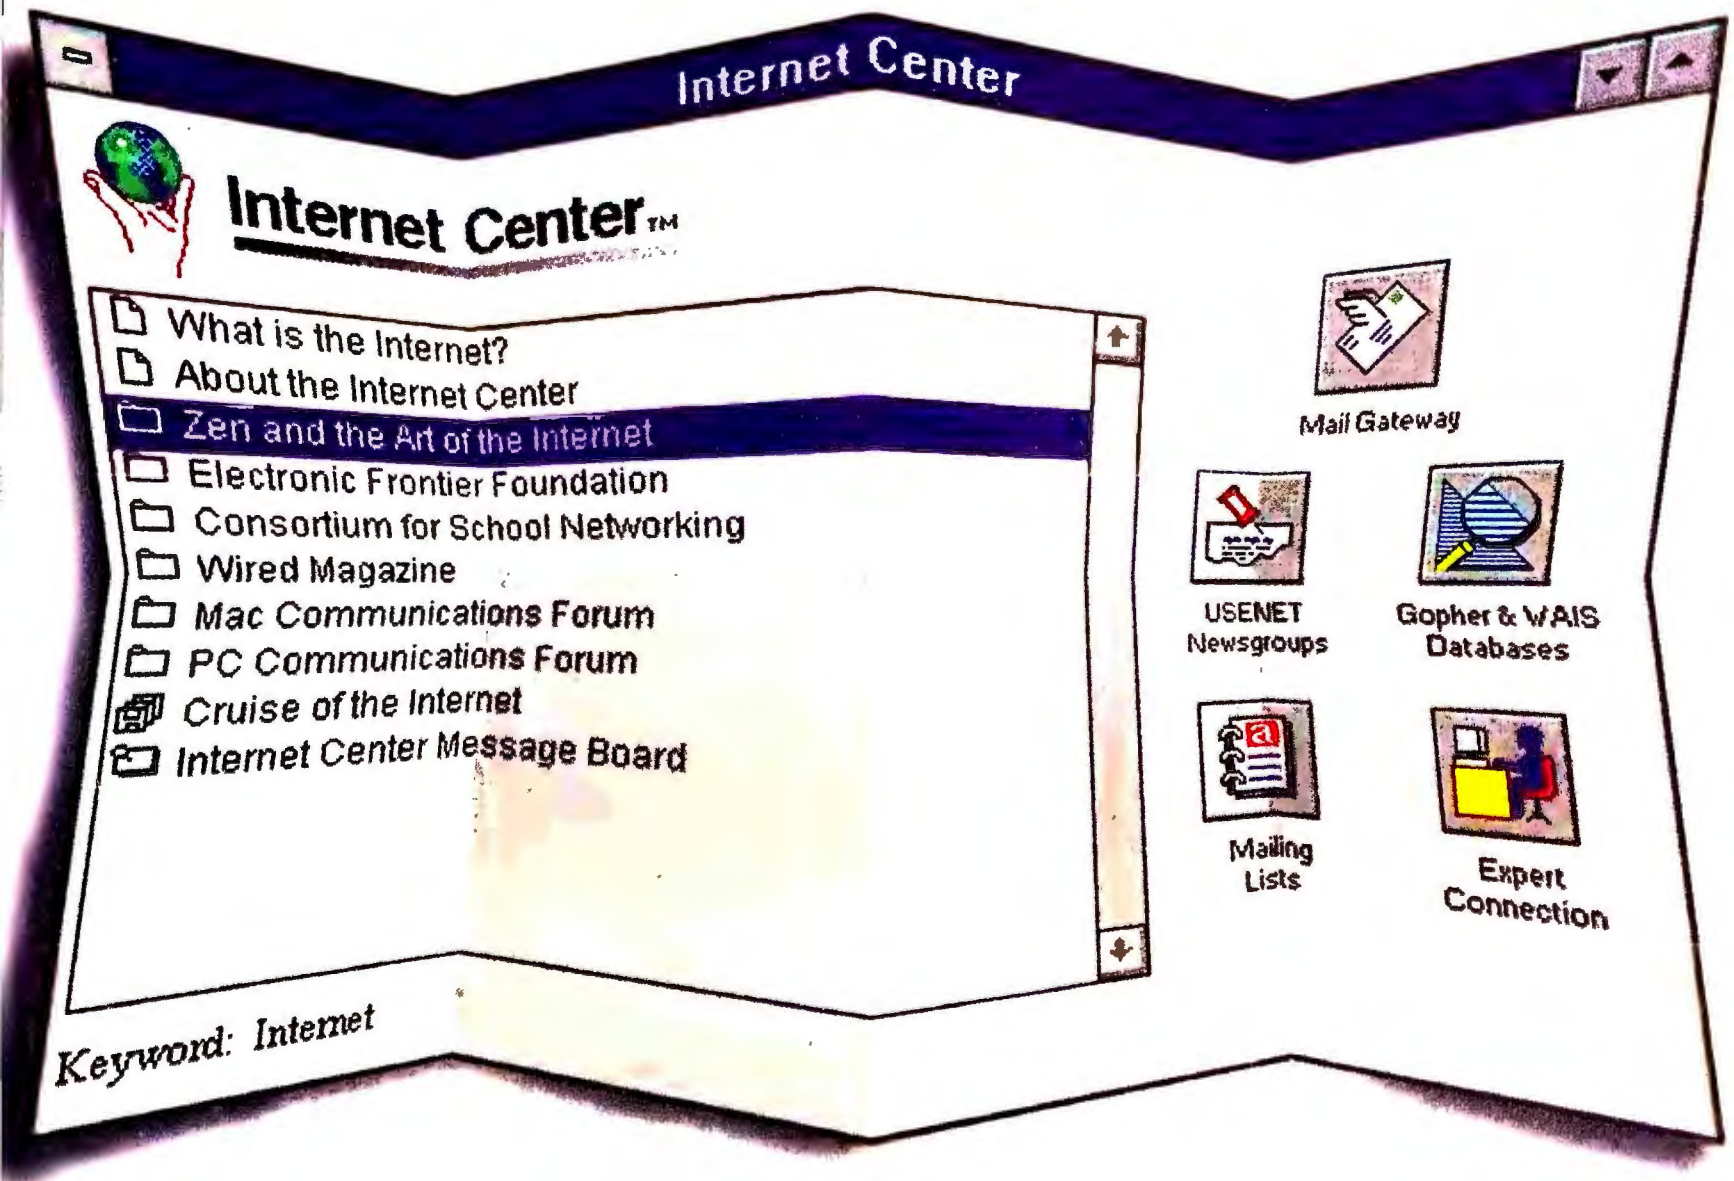 Internet Center
Internet Center™
What is the Internet?
About the Internet Center
Zen and the Art of the Internet
Electronic Frontier Foundation
Consortium for School Networking
Wired Magazine
Mac Communications Forum
PC Communications Forum
Cruise of the Internet
Internet Center Message Board
Keyword: Internet
Mail Gateway
USENET
Newsgroups
Gopher & WAIS
Databases
a
Mailing
Lists
Expert
Connection